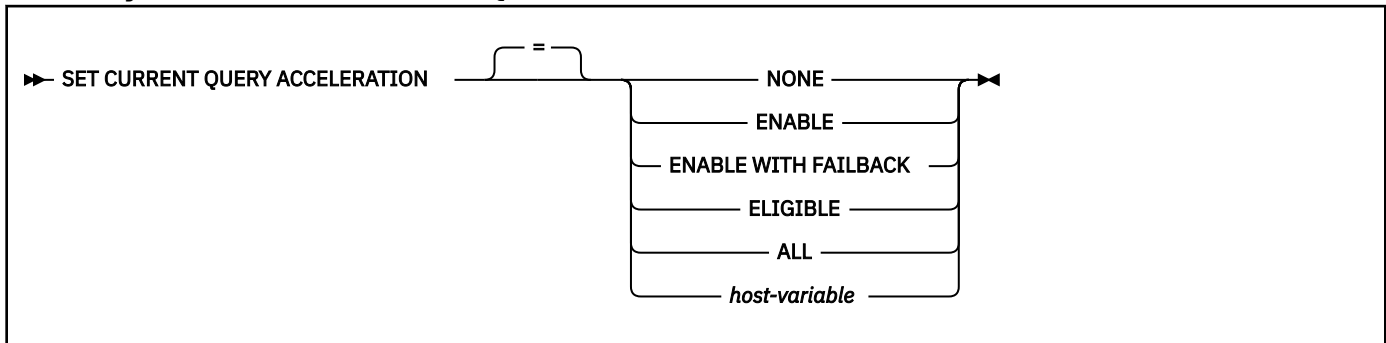 =
SET CURRENT QUERY ACCELERATION
NONE
ENABLE
ENABLE WITH FAILBACK
ELIGIBLE
ALL
host-variable